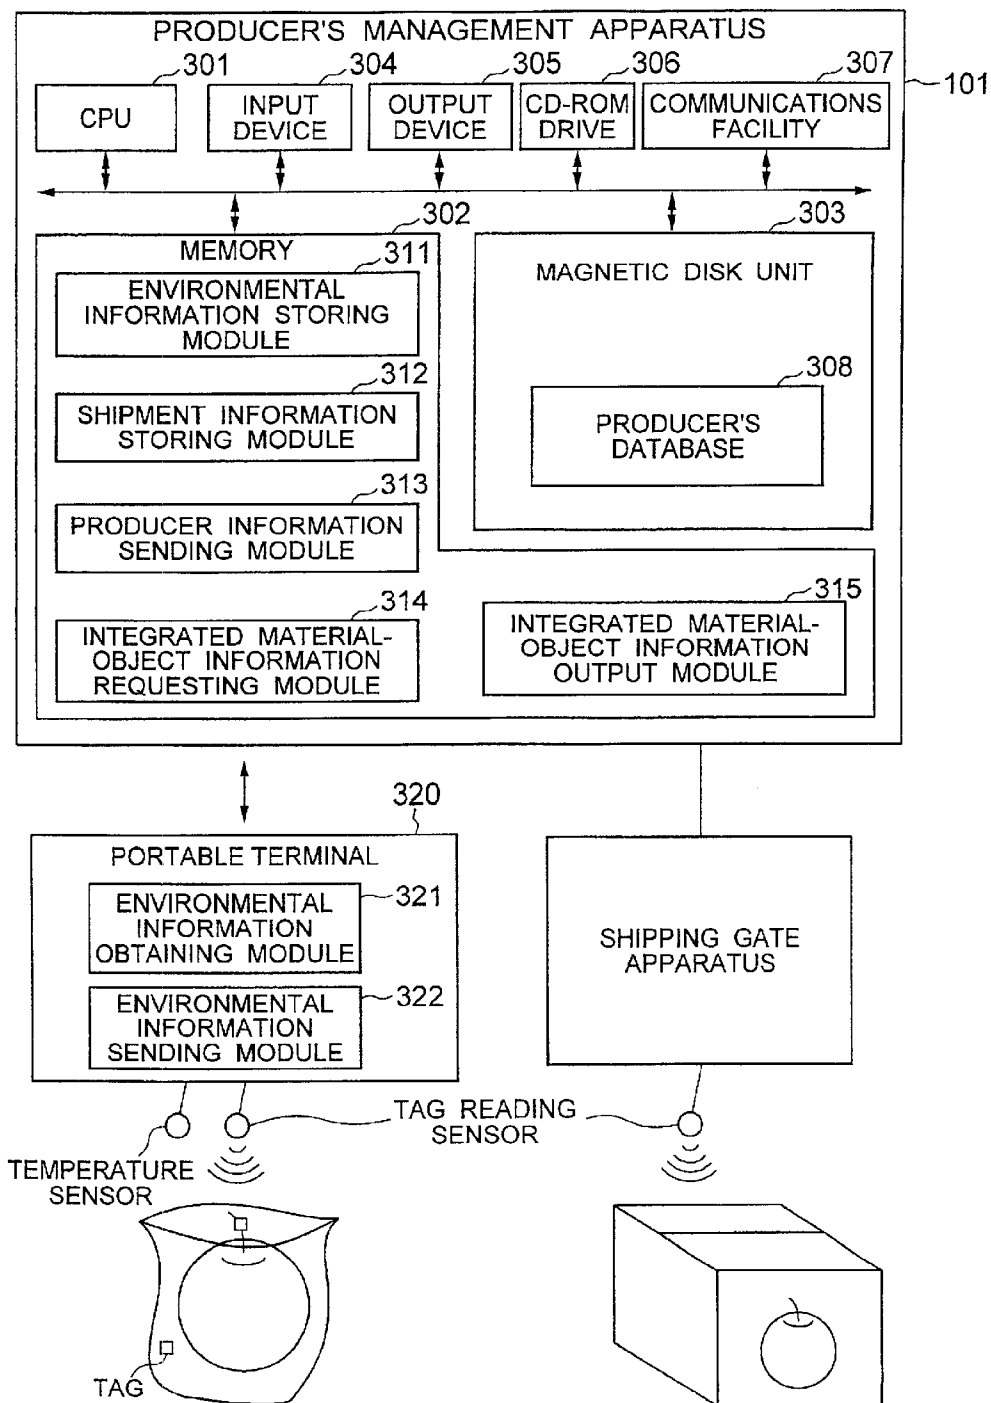 PRODUCER'S MANAGEMENT APPARATUS
101
301
304
305
306
307
CPU
INPUT
DEVICE
OUTPUT
DEVICE
CD-ROM
DRIVE
COMMUNICATIONS
FACILITY
302
303
MEMORY
311
ENVIRONMENTAL
INFORMATION STORING
MODULE
312
SHIPMENT INFORMATION
STORING MODULE
313
PRODUCER INFORMATION
SENDING MODULE
314
INTEGRATED MATERIAL-
OBJECT INFORMATION
REQUESTING MODULE
MAGNETIC DISK UNIT
308
PRODUCER'S
DATABASE
315
INTEGRATED MATERIAL-
OBJECT INFORMATION
OUTPUT MODULE
320
PORTABLE TERMINAL
321
ENVIRONMENTAL
INFORMATION
OBTAINING MODULE
322
ENVIRONMENTAL
INFORMATION
SENDING MODULE
SHIPPING GATE
APPARATUS
TAG READING
SENSOR
TEMPERATURE
SENSOR
TAG